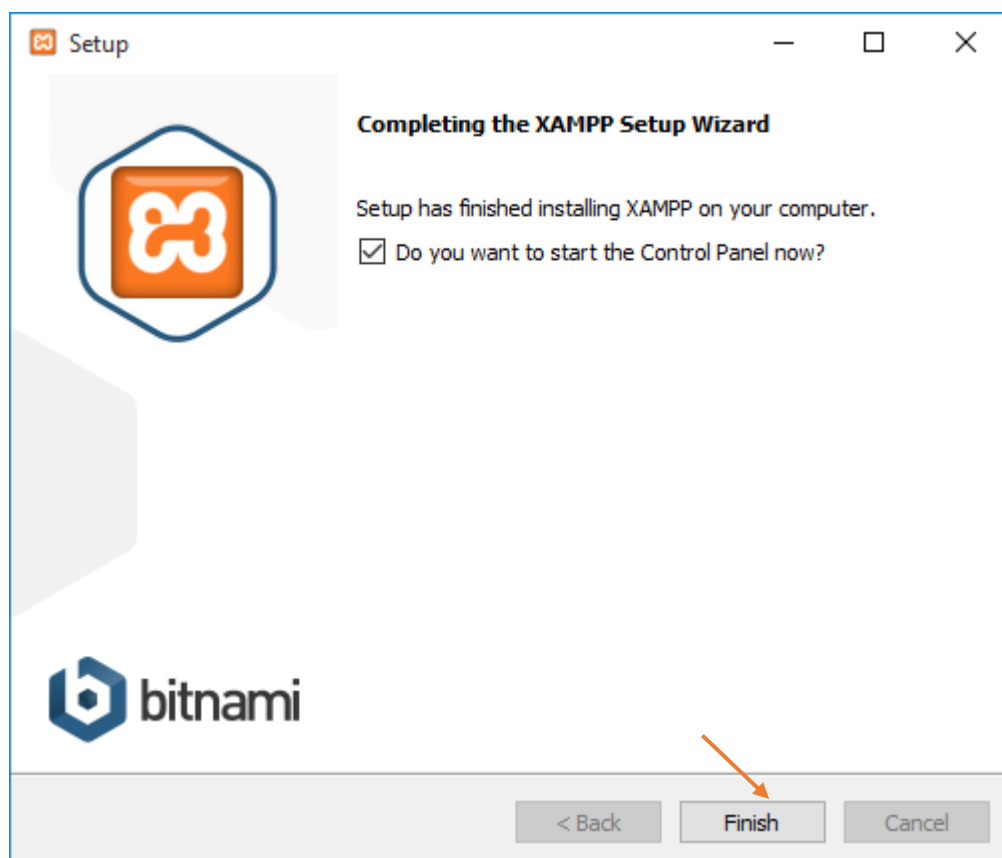 Setup
Completing the XAMPP Setup Wizard
Setup has finished installing XAMPP on your computer.
Do you want to start the Control Panel now?
bitnami
< Back
Finish
Cancel